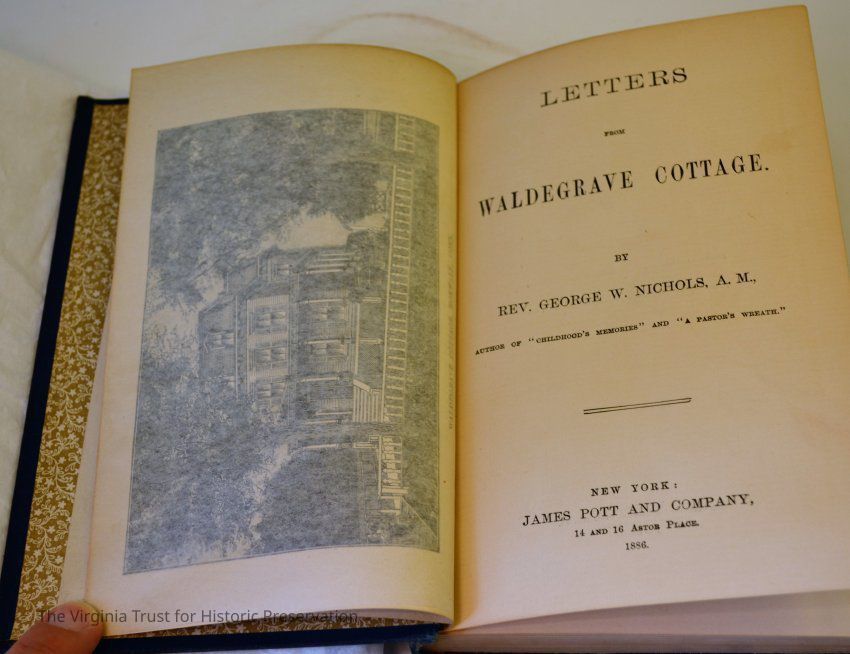 LETTERS
FROM
WALDEGRAVE COTTAGE.
BY
REV. GEORGE W. NICHOLS, A. M.,
AUTHOR OF "CHILDHOOD'S MEMORIES" AND "A PASTOR'S WREATH."
NEW YORK:
JAMES POTT AND COMPANY,
14 AND 16 ASTOR PLACE.
1886.
The Virginia Trust for Historic Preservation